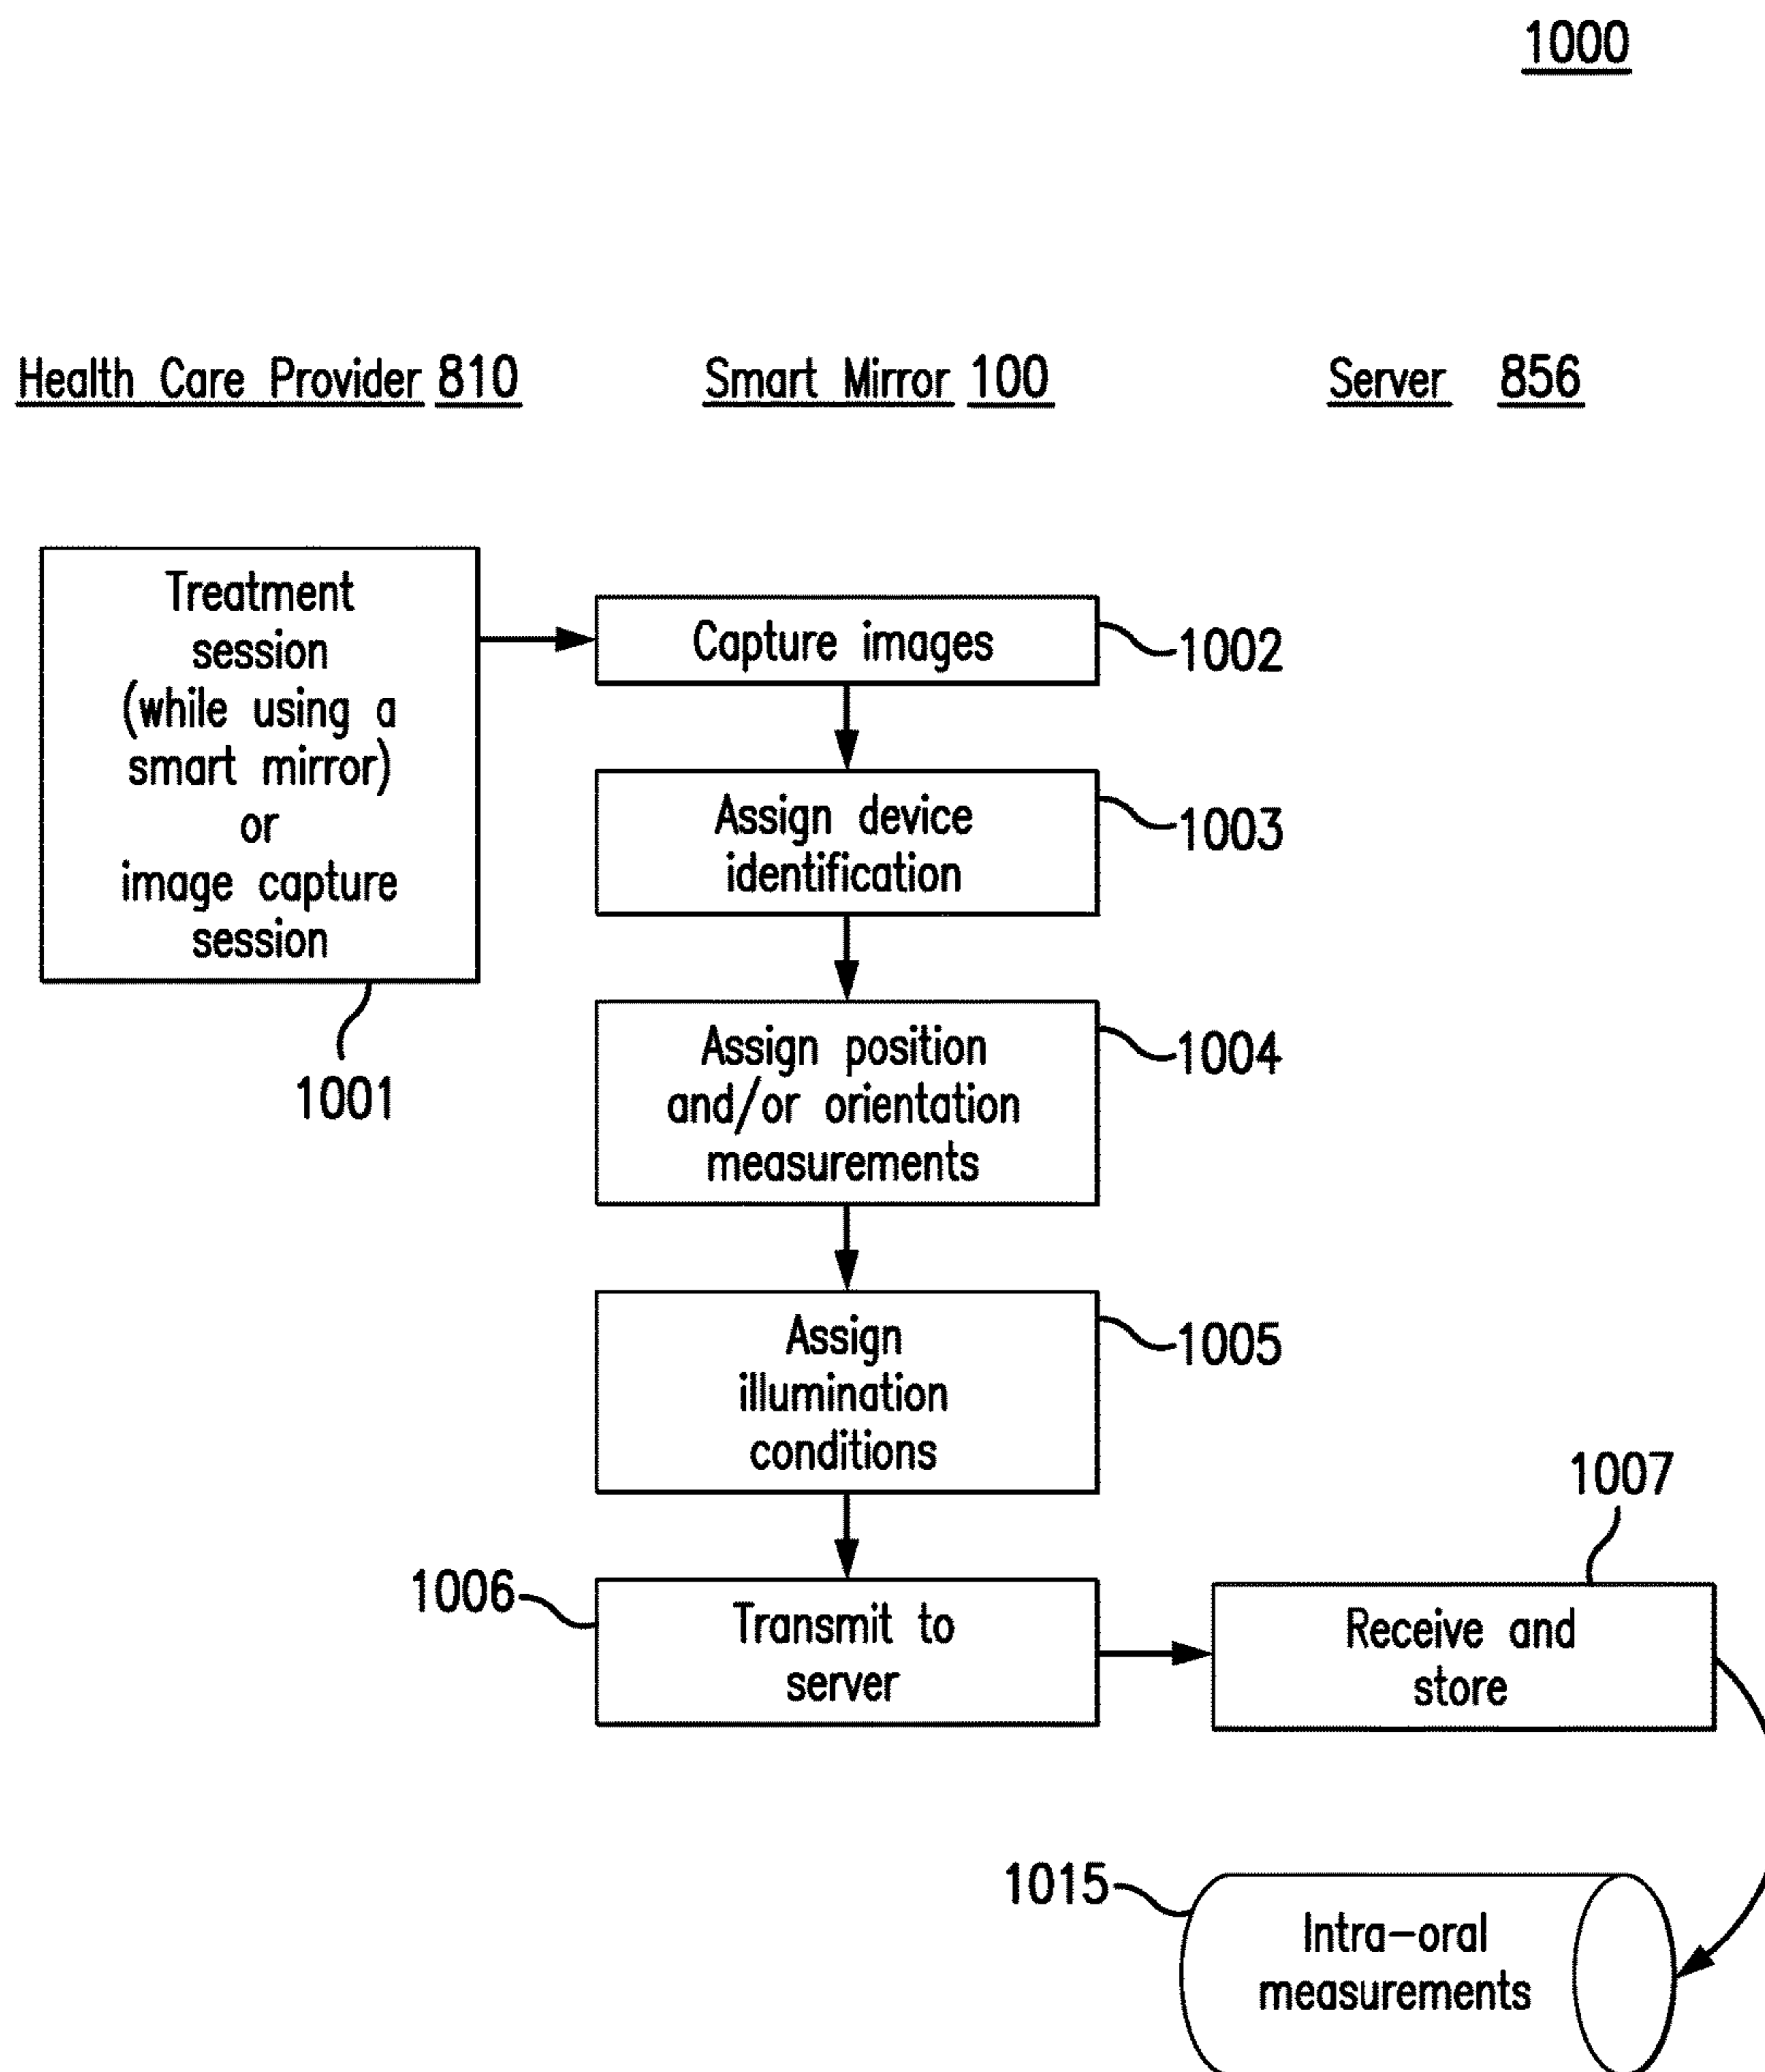 1000
Health Care Provider 810
Smart Mirror 100
Server 856
Treatment
session
(while using a
smart mirror)
or
image capture
session
1001
Capture images
1002
Assign device
identification
1003
Assign position
and/or orientation
measurements
1004
Assign
illumination
conditions
1005
1006
Transmit to
server
1007
Receive and
store
1015
Intra-oral
measurements